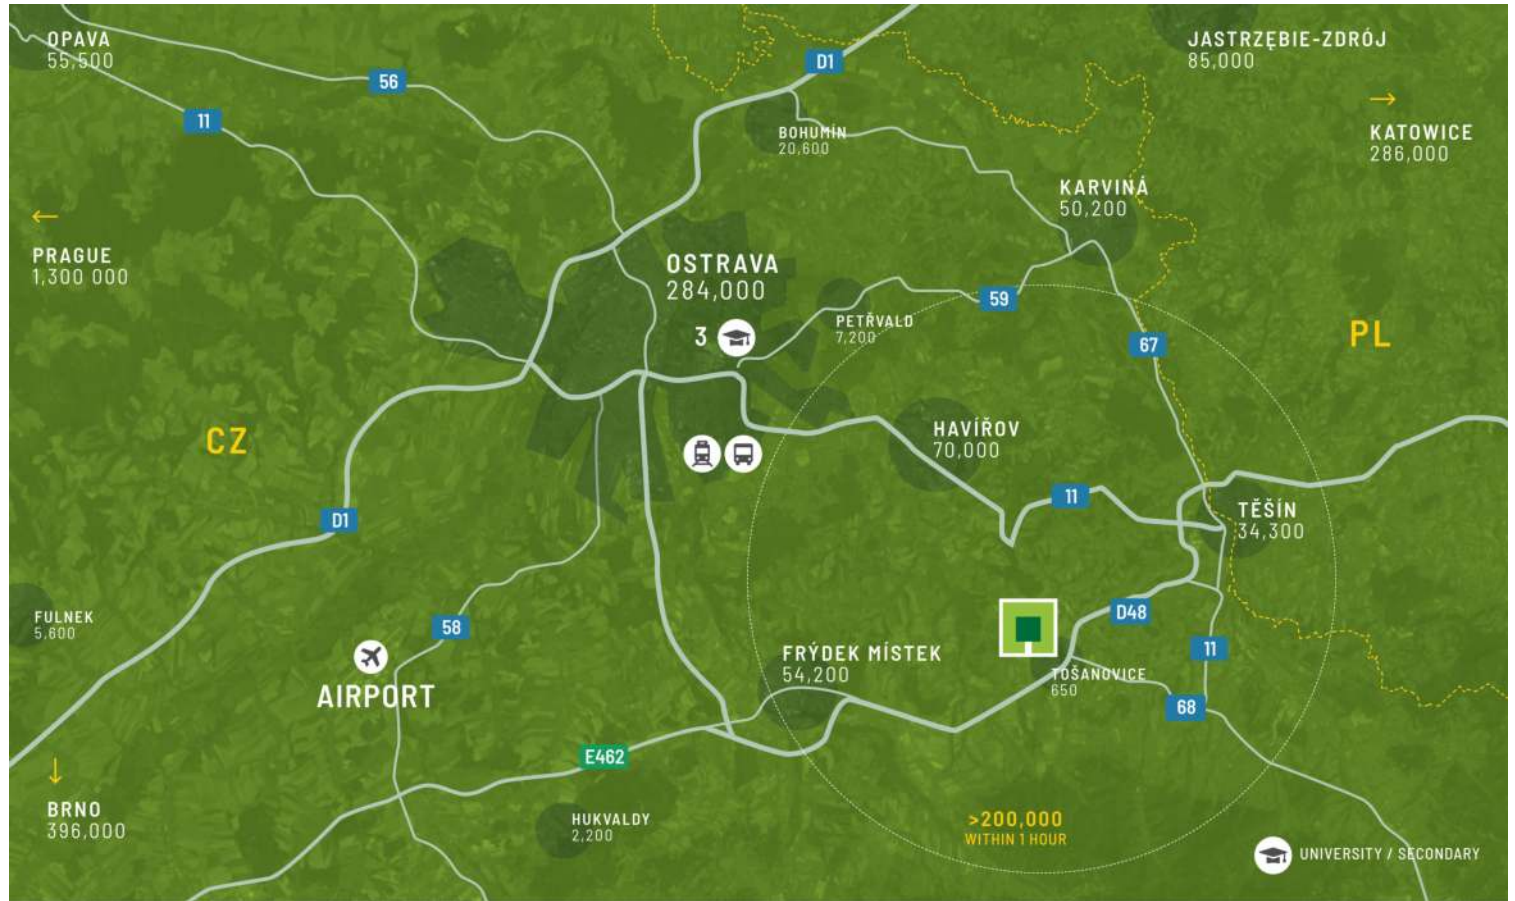 OPAVA
55,500
56
11
D1
JASTRZĘBIE-ZDRÓJ
85,000
KATOWICE
286,000
BOHUMÍN
20,600
KARVINÁ
50,200
PRAGUE
1,300 000
OSTRAVA
284,000
3
59
PETŘVALD
7,200
67
PL
CZ
HAVÍŘOV
70,000
11
TĚŠÍN
34,300
D1
FULNEK
5,600
58
D48
11
AIRPORT
FRÝDEK MÍSTEK
54,200
TOŠANOVICE
650
68
E462
BRNO
396,000
HUKVALDY
2,200
>200,000
WITHIN 1 HOUR
UNIVERSITY / SECONDARY